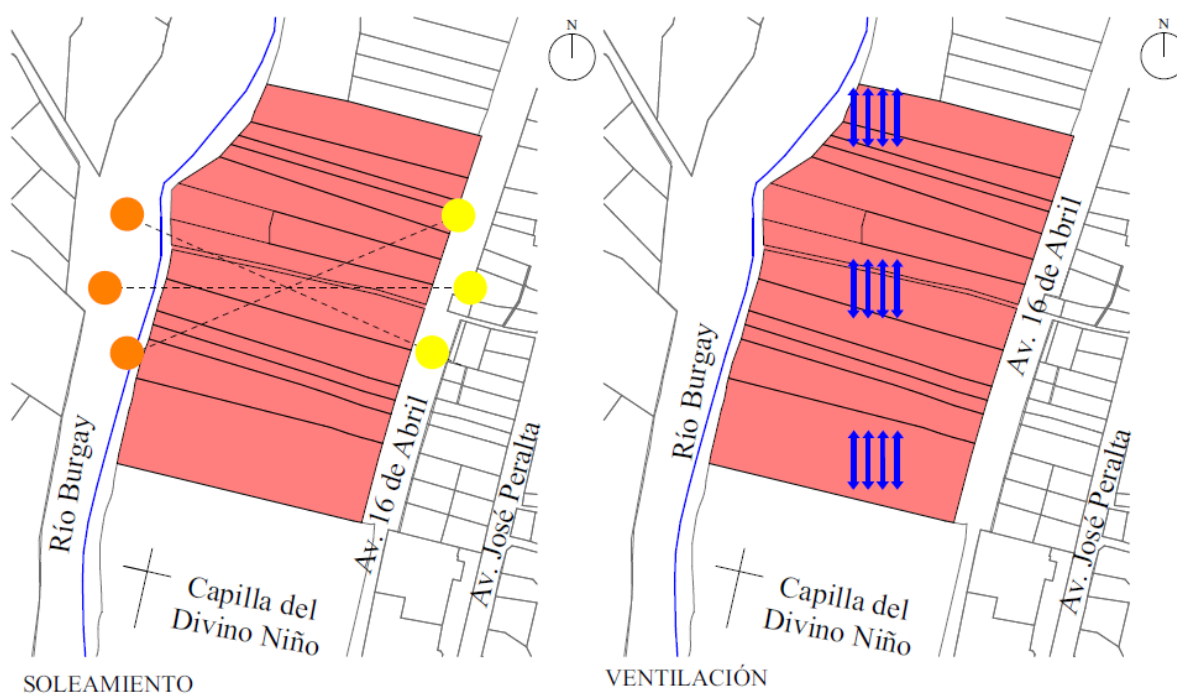 N
Río Burgay
Av. 16 de Abril
Av. José Peralta
Capilla del
Divino Niño
SOLEAMIENTO
N
Río Burgay
Av. 16 de Abril
Av. José Peralta
Capilla del
Divino Niño
VENTILACIÓN